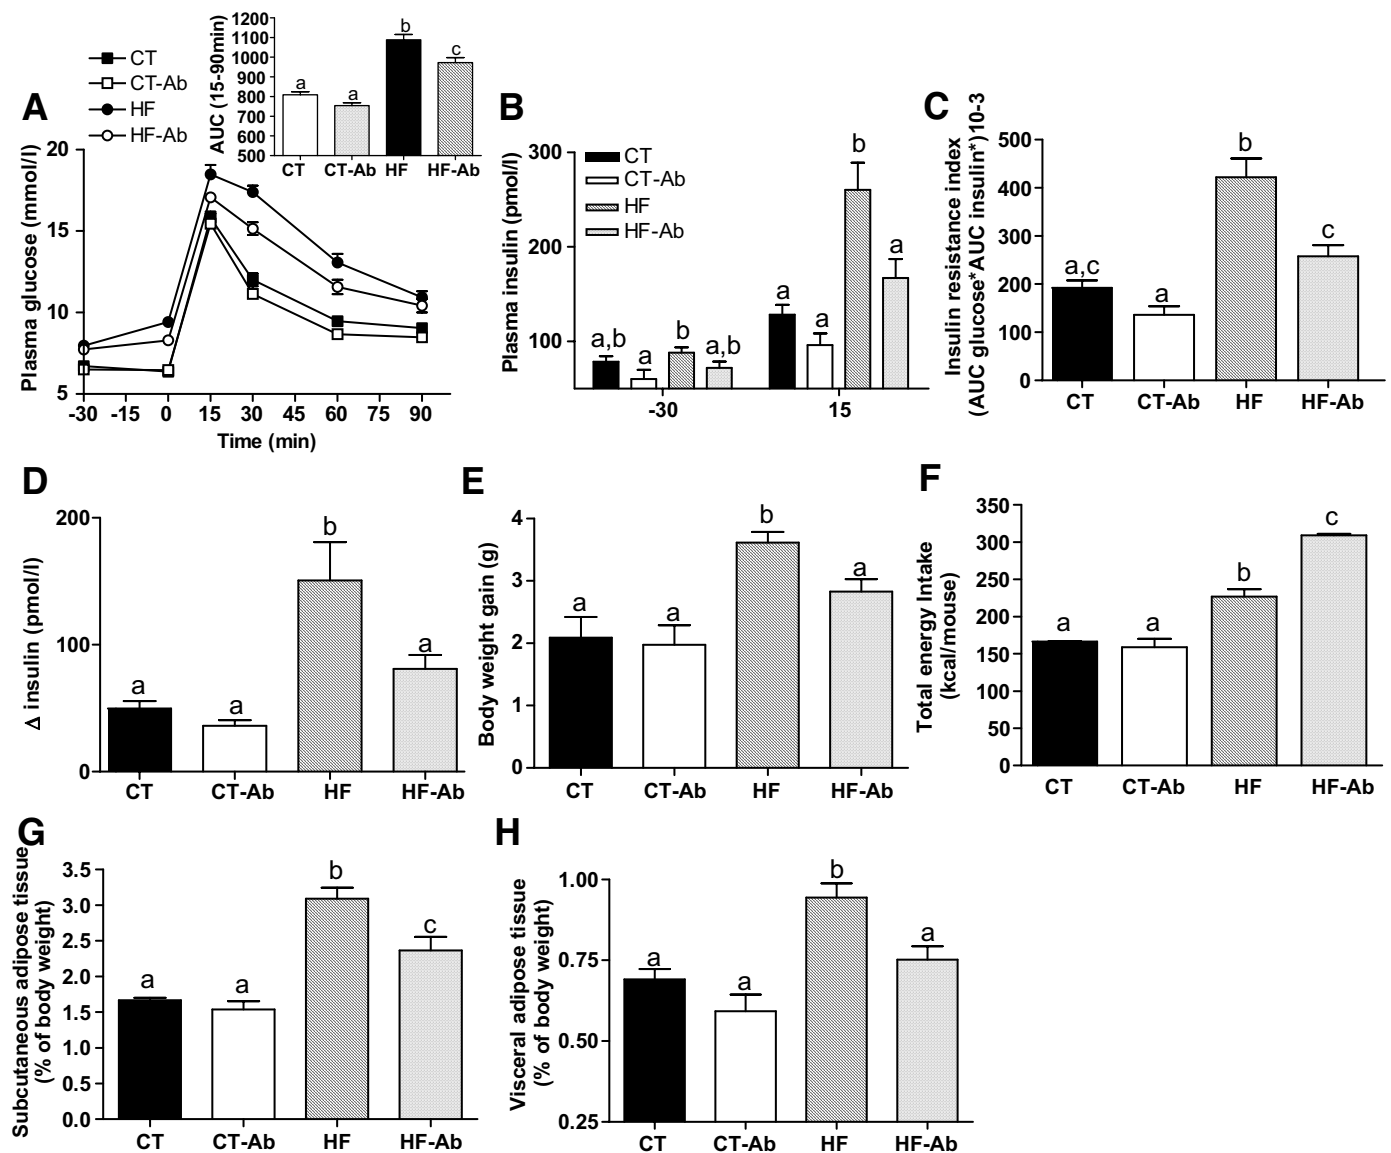 A
CT
CT-Ab
HF
HF-Ab
Plasma glucose (mmol/l)
20
15
10
5
-30 -15 0 15 30 45 60 75 90
Time (min)
AUC (15-90min)
1200
1100
1000
900
800
700
600
500
a a b c
CT CT-Ab HF HF-Ab
B
Plasma insulin (pmol/l)
300
200
100
CT
CT-Ab
HF
HF-Ab
a,b a b a,b a a b a
-30 15
C
Insulin resistance index
(AUC glucose*AUC insulin*)10-3
500
400
300
200
100
0
a,c a b c
CT CT-Ab HF HF-Ab
D
Δ insulin (pmol/l)
200
100
0
a a b a
CT CT-Ab HF HF-Ab
E
Body weight gain (g)
4
3
2
1
0
a a b a
CT CT-Ab HF HF-Ab
F
Total energy Intake
(kcal/mouse)
350
300
250
200
150
100
50
0
a a b c
CT CT-Ab HF HF-Ab
G
Subcutaneous adipose tissue
(% of body weight)
3.5
3.0
2.5
2.0
1.5
1.0
0.5
0.0
a a b c
CT CT-Ab HF HF-Ab
H
Visceral adipose tissue
(% of body weight)
1.00
0.75
0.50
0.25
a a b a
CT CT-Ab HF HF-Ab